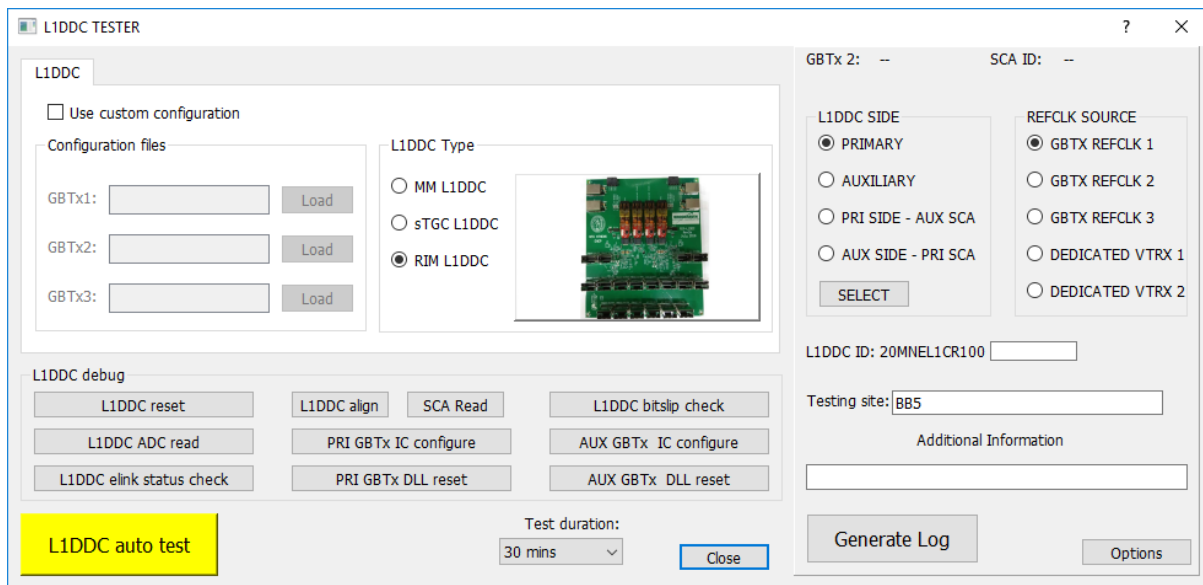 L1DDC TESTER
? X
L1DDC
Use custom configuration
Configuration files
GBTx1: Load
GBTx2: Load
GBTx3: Load
L1DDC Type
MM L1DDC
sTGC L1DDC
RIM L1DDC
L1DDC debug
L1DDC reset
L1DDC align
SCA Read
L1DDC bitslip check
L1DDC ADC read
PRI GBTx IC configure
AUX GBTx  IC configure
L1DDC elink status check
PRI GBTx DLL reset
AUX GBTx  DLL reset
L1DDC auto test
Test duration:
30 mins
Close
GBTx 2: -- SCA ID: --
L1DDC SIDE
PRIMARY
AUXILIARY
PRI SIDE - AUX SCA
AUX SIDE - PRI SCA
SELECT
REFCLK SOURCE
GBTX REFCLK 1
GBTX REFCLK 2
GBTX REFCLK 3
DEDICATED VTRX 1
DEDICATED VTRX 2
L1DDC ID: 20MNEL1CR100
Testing site: BB5
Additional Information
Generate Log
Options